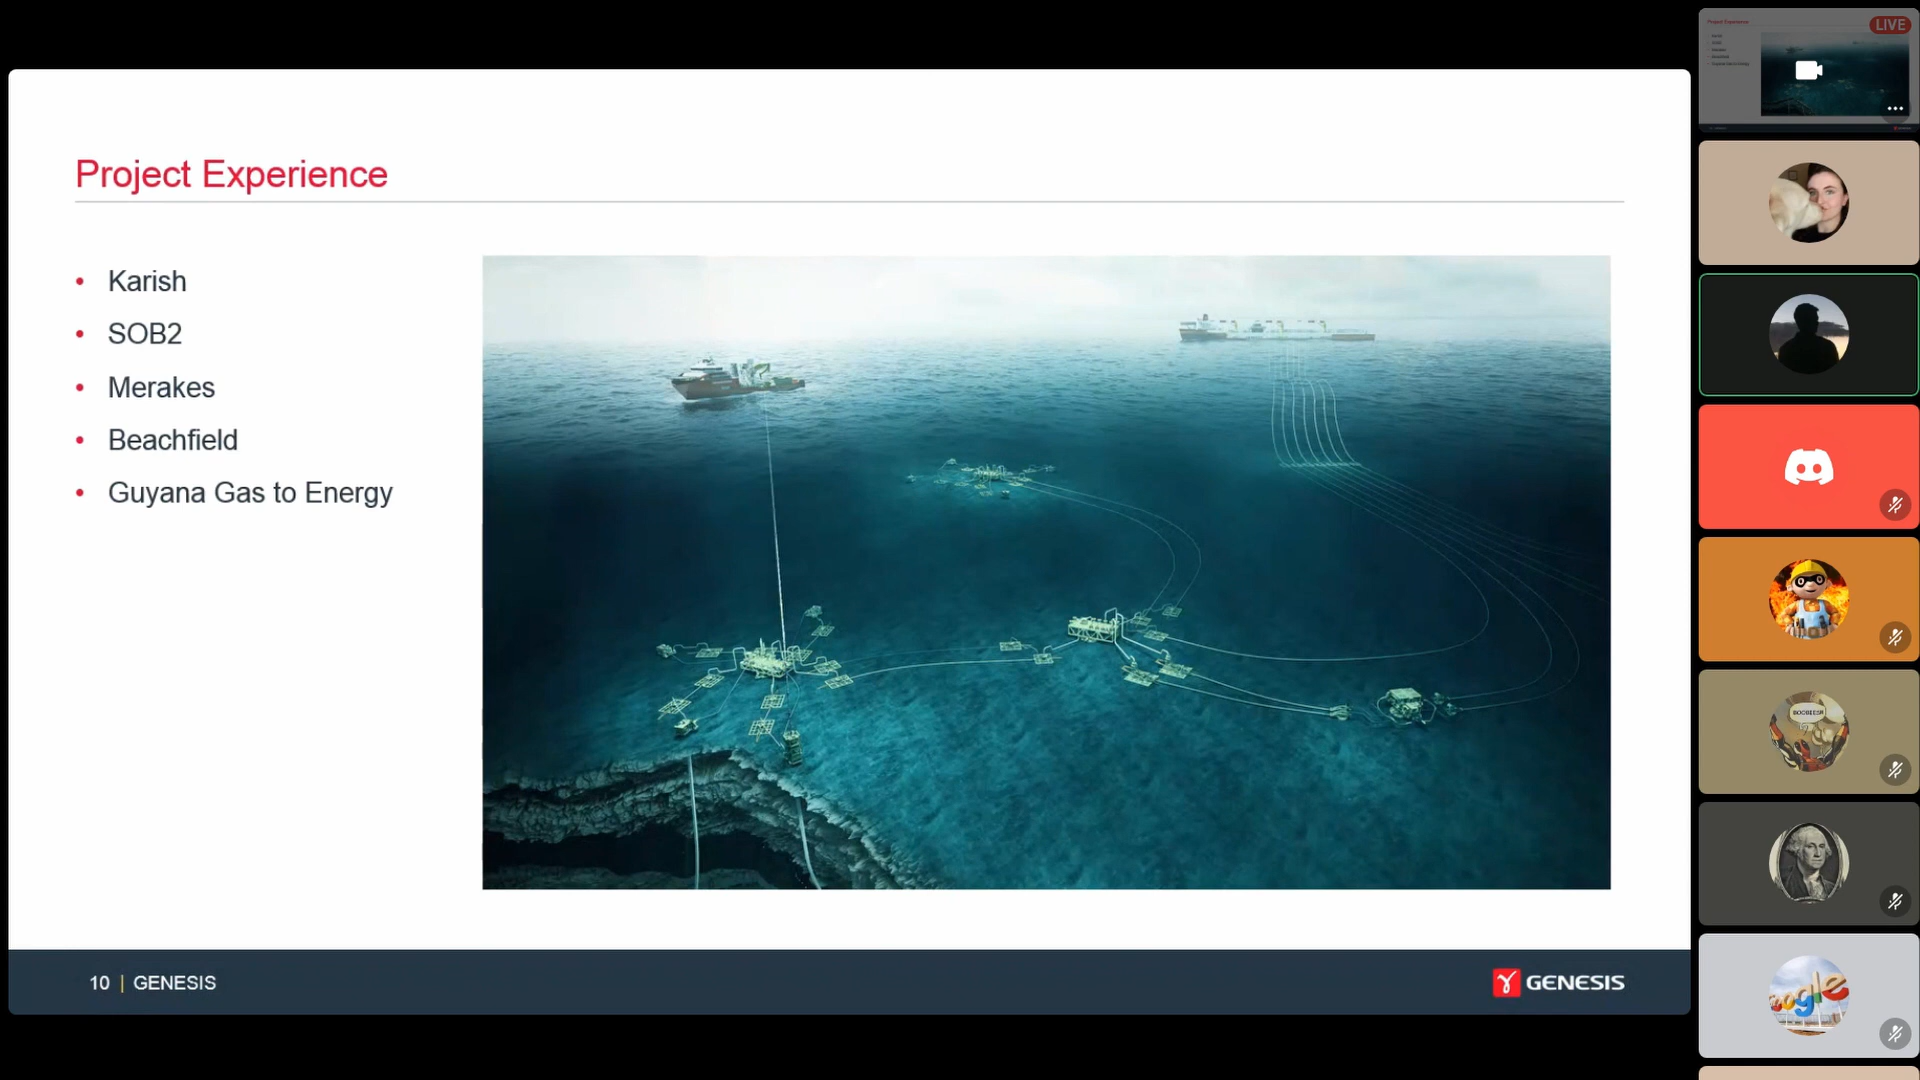 Project Experience
• Karish
• SOB2
• Merakes
• Beachfield
• Guyana Gas to Energy
10 | GENESIS
GENESIS
LIVE